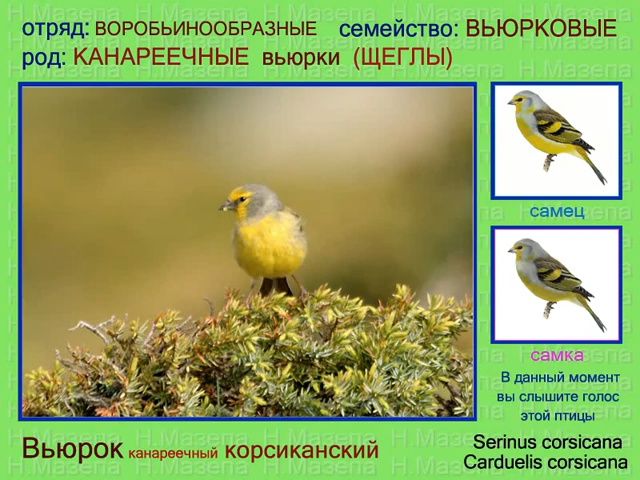 отряд: ВОРОБЬИНООБРАЗНЫЕ семейство: ВЬЮРКОВЫЕ
род: КАНАРЕЕЧНЫЕ вьюрки (ЩЕГЛЫ)
самец
самка
В данный момент
вы слышите голос
этой птицы
Вьюрок канареечный корсиканский
Serinus corsicana
Carduelis corsicana
Н.Мазепа